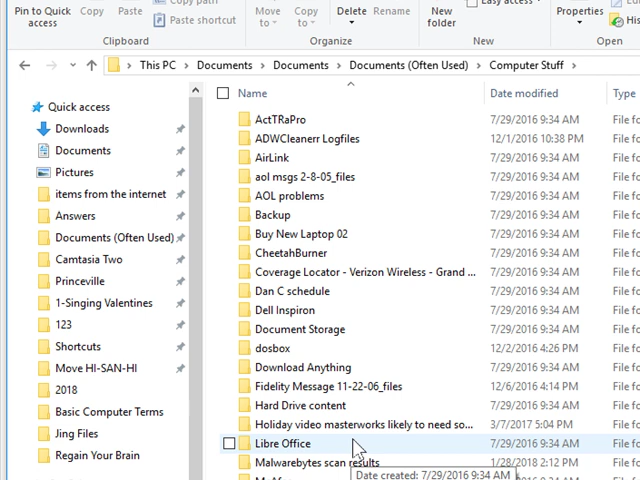 Pin to Quick access
Copy
Paste
Copy path
Paste shortcut
Move to
Copy to
Delete
Rename
New folder
Easy access
Properties
Edit
His
Clipboard
Organize
New
Open
This PC > Documents > Documents > Documents (Often Used) > Computer Stuff >
Name Date modified Type
Quick access
Downloads
Documents
Pictures
items from the internet
Answers
Documents (Often Used)
Camtasia Two
Princeville
1-Singing Valentines
123
Shortcuts
Move HI-SAN-HI
2018
Basic Computer Terms
Jing Files
Regain Your Brain
ActTRaPro 7/29/2016 9:34 AM File fo
ADWCleanerr Logfiles 12/1/2016 10:38 PM File fo
AirLink 7/29/2016 9:34 AM File fo
aol msgs 2-8-05_files 7/29/2016 9:34 AM File fo
AOL problems 7/29/2016 9:34 AM File fo
Backup 7/29/2016 9:34 AM File fo
Buy New Laptop 02 7/29/2016 9:34 AM File fo
CheetahBurner 7/29/2016 9:34 AM File fo
Coverage Locator - Verizon Wireless - Grand ... 7/29/2016 9:34 AM File fo
Dan C schedule 7/29/2016 9:34 AM File fo
Dell Inspiron 7/29/2016 9:34 AM File fo
Document Storage 7/29/2016 9:34 AM File fo
dosbox 12/2/2016 4:26 PM File fo
Download Anything 7/29/2016 9:34 AM File fo
Fidelity Message 11-22-06_files 12/6/2016 4:14 PM File fo
Hard Drive content 7/29/2016 9:34 AM File fo
Holiday video masterworks likely to need so... 3/7/2017 5:04 PM File fo
Libre Office 7/29/2016 9:34 AM File fo
Malwarebytes scan results 1/28/2018 2:12 PM File fo
Date created: 7/29/2016 9:34 AM